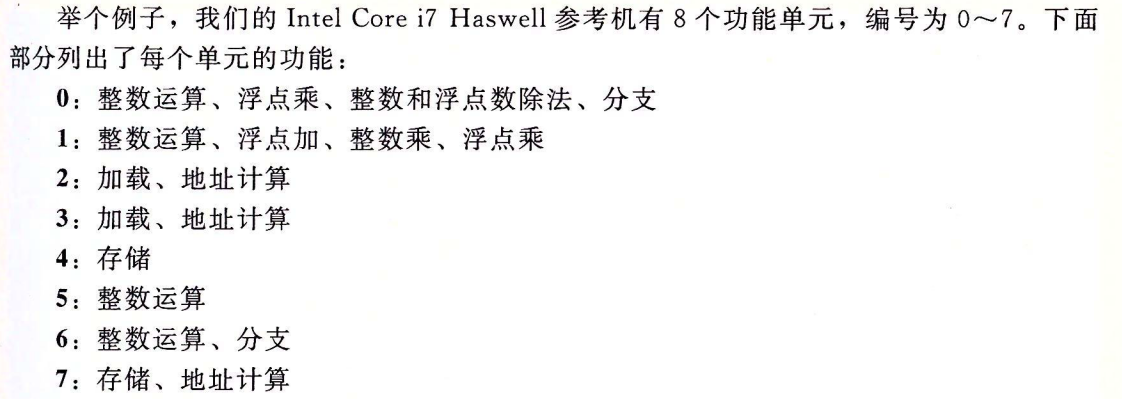 举个例子，我们的 Intel Core i7 Haswell 参考机有 8 个功能单元，编号为 0～7。下面
部分列出了每个单元的功能：
0：整数运算、浮点乘、整数和浮点数除法、分支
1：整数运算、浮点加、整数乘、浮点乘
2：加载、地址计算
3：加载、地址计算
4：存储
5：整数运算
6：整数运算、分支
7：存储、地址计算